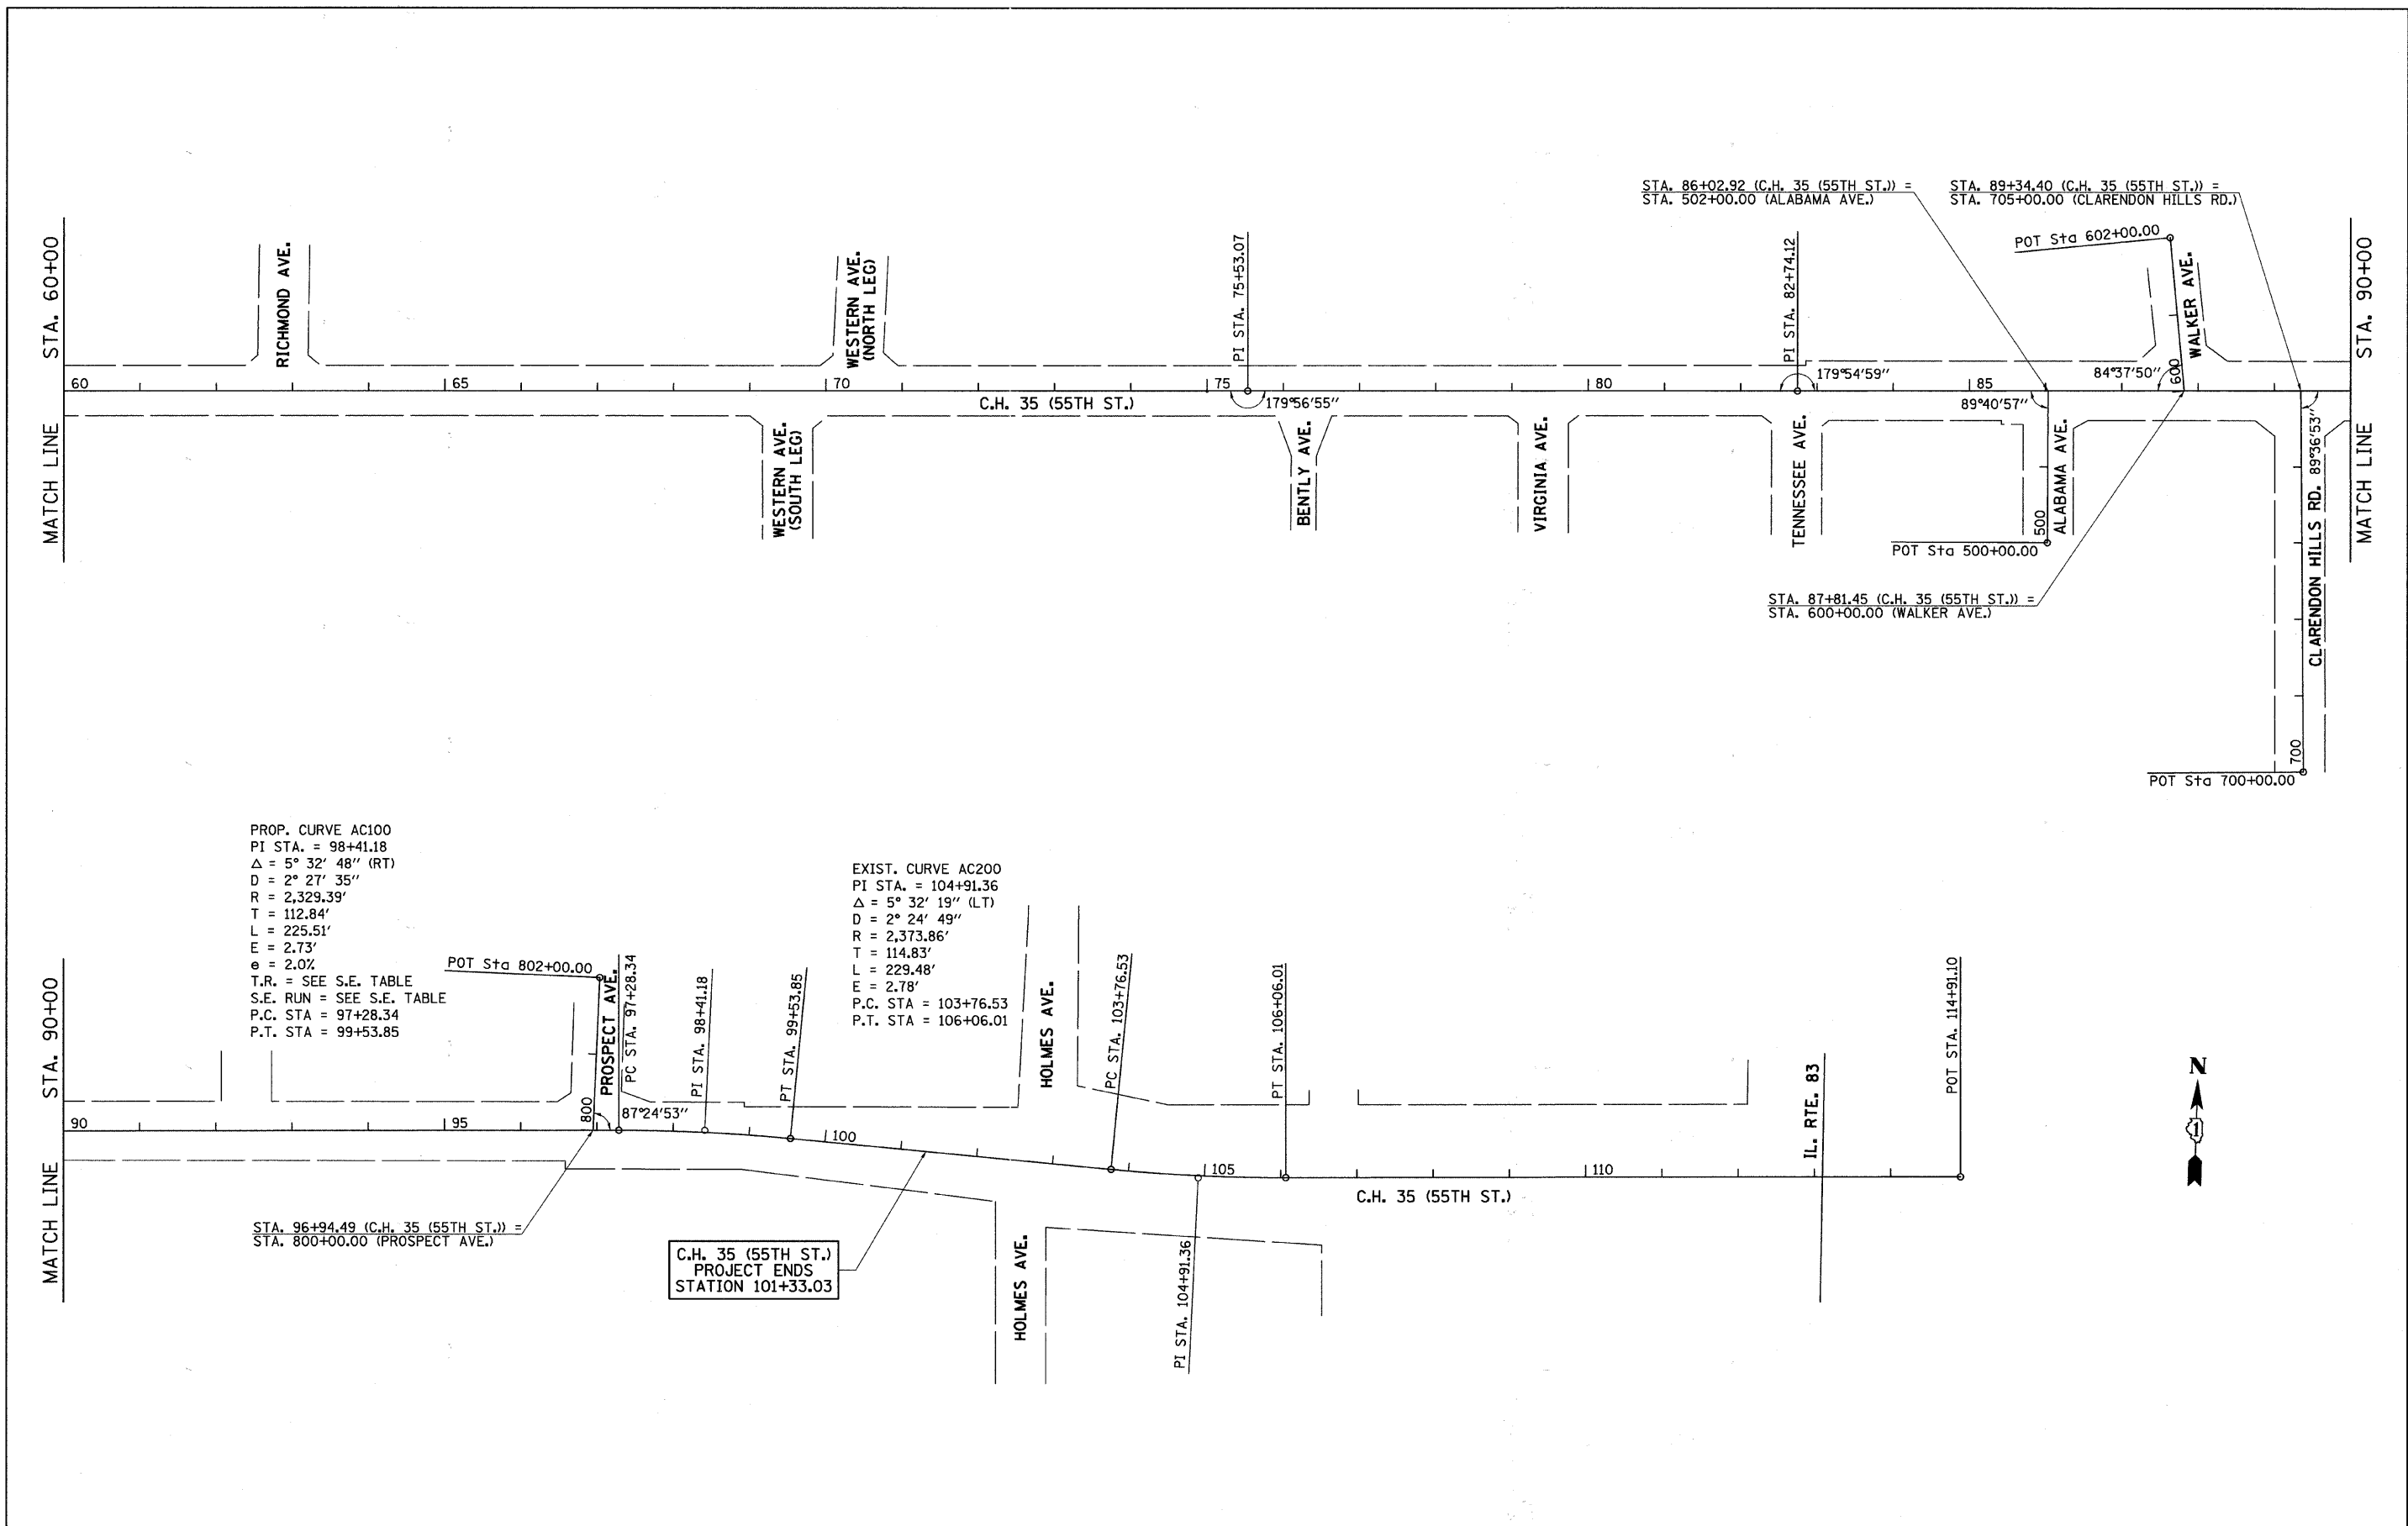 STA. 60+00
MATCH LINE
RICHMOND AVE.
WESTERN AVE.
(NORTH LEG)
WESTERN AVE.
(SOUTH LEG)
PI STA. 75+53.07
179°56'55"
BENTLY AVE.
VIRGINIA AVE.
PI STA. 82+74.12
179°54'59"
TENNESSEE AVE.
60
65
70
75
80
85
C.H. 35 (55TH ST.)
STA. 86+02.92 (C.H. 35 (55TH ST.)) =
STA. 502+00.00 (ALABAMA AVE.)
STA. 89+34.40 (C.H. 35 (55TH ST.)) =
STA. 705+00.00 (CLARENDON HILLS RD.)
POT Sta 602+00.00
WALKER AVE.
600
84°37'50"
89°40'57"
ALABAMA AVE.
500
POT Sta 500+00.00
STA. 87+81.45 (C.H. 35 (55TH ST.)) =
STA. 600+00.00 (WALKER AVE.)
89°36'53"
CLARENDON HILLS RD.
700
POT Sta 700+00.00
STA. 90+00
MATCH LINE
PROP. CURVE AC100
PI STA. = 98+41.18
Δ = 5° 32' 48" (RT)
D = 2° 27' 35"
R = 2,329.39'
T = 112.84'
L = 225.51'
E = 2.73'
e = 2.0%
T.R. = SEE S.E. TABLE
S.E. RUN = SEE S.E. TABLE
P.C. STA = 97+28.34
P.T. STA = 99+53.85
EXIST. CURVE AC200
PI STA. = 104+91.36
Δ = 5° 32' 19" (LT)
D = 2° 24' 49"
R = 2,373.86'
T = 114.83'
L = 229.48'
E = 2.78'
P.C. STA = 103+76.53
P.T. STA = 106+06.01
STA. 90+00
MATCH LINE
90
95
100
105
110
POT Sta 802+00.00
PROSPECT AVE.
800
87°24'53"
PC STA. 97+28.34
PI STA. 98+41.18
PT STA. 99+53.85
HOLMES AVE.
PC STA. 103+76.53
PT STA. 106+06.01
IL. RTE. 83
POT STA. 114+91.10
N
1
C.H. 35 (55TH ST.)
STA. 96+94.49 (C.H. 35 (55TH ST.)) =
STA. 800+00.00 (PROSPECT AVE.)
C.H. 35 (55TH ST.)
PROJECT ENDS
STATION 101+33.03
HOLMES AVE.
PI STA. 104+91.36